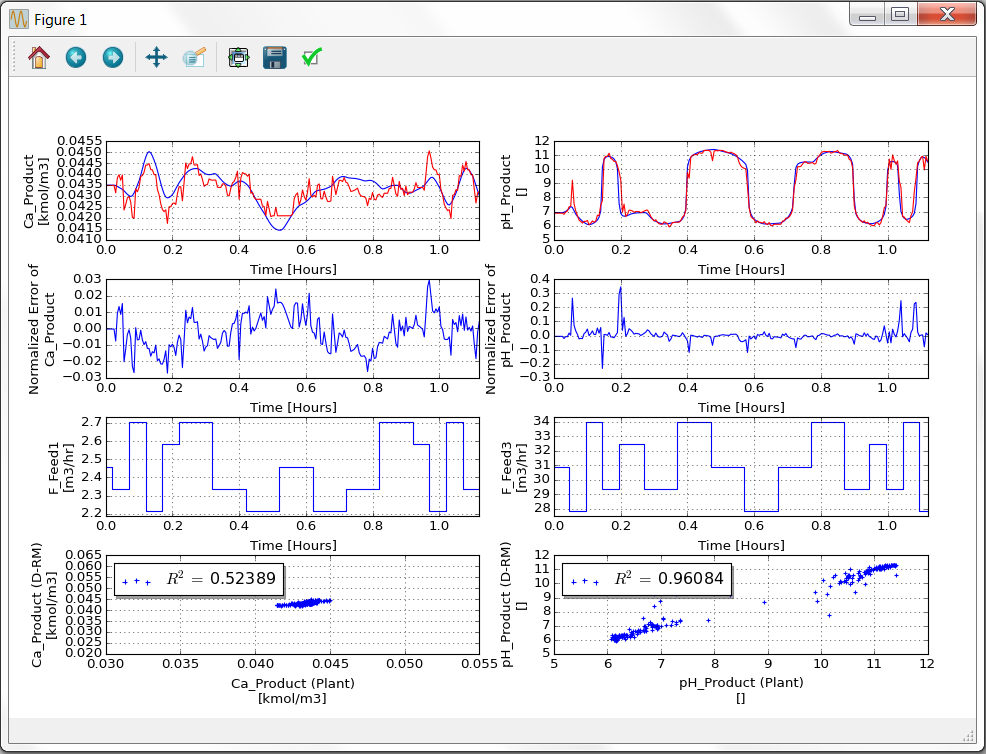 Figure 1
0.0455
0.0450
0.0445
0.0440
0.0435
0.0430
0.0425
0.0420
0.0415
0.0410
Ca_Product
[kmol/m3]
0.0 0.2 0.4 0.6 0.8 1.0
Time [Hours]
12
11
10
9
8
7
6
5
pH_Product
[]
0.0 0.2 0.4 0.6 0.8 1.0
Time [Hours]
0.03
0.02
0.01
0.00
−0.01
−0.02
−0.03
Normalized Error of
Ca_Product
0.0 0.2 0.4 0.6 0.8 1.0
Time [Hours]
0.4
0.3
0.2
0.1
0.0
−0.1
−0.2
−0.3
Normalized Error of
pH_Product
0.0 0.2 0.4 0.6 0.8 1.0
Time [Hours]
2.7
2.6
2.5
2.4
2.3
2.2
F_Feed1
[m3/hr]
0.0 0.2 0.4 0.6 0.8 1.0
Time [Hours]
34
33
32
31
30
29
28
F_Feed3
[m3/hr]
0.0 0.2 0.4 0.6 0.8 1.0
Time [Hours]
0.065
0.060
0.055
0.050
0.045
0.040
0.035
0.030
0.025
0.020
Ca_Product (D-RM)
[kmol/m3]
R² = 0.52389
0.030 0.035 0.040 0.045 0.050 0.055
Ca_Product (Plant)
[kmol/m3]
12
11
10
9
8
7
6
5
pH_Product (D-RM)
[]
R² = 0.96084
5 6 7 8 9 10 11 12
pH_Product (Plant)
[]